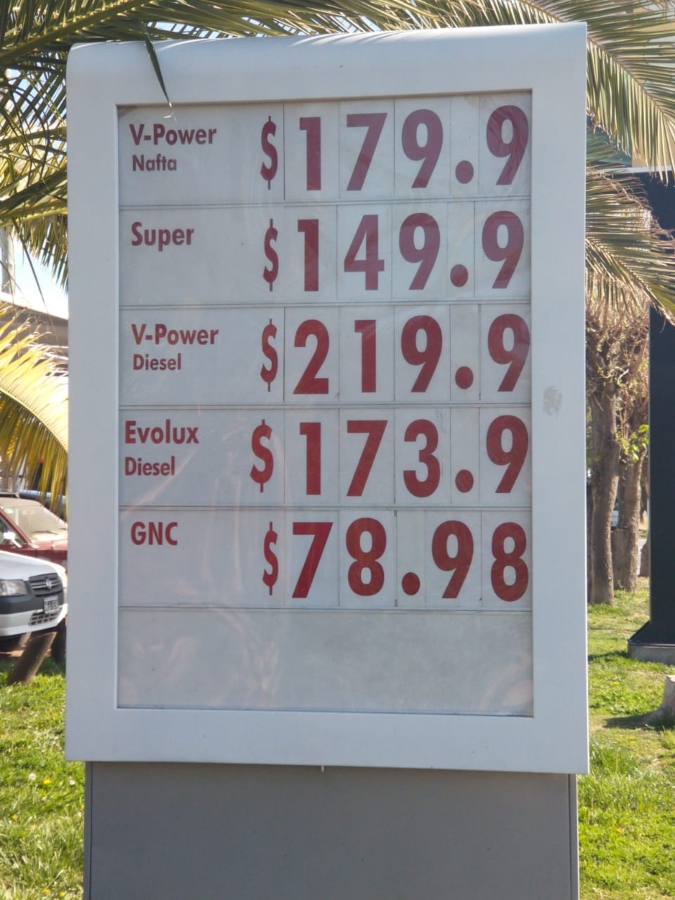 V-Power
Nafta
$179.9
Super $149.9
V-Power
Diesel
$219.9
Evolux
Diesel
$173.9
GNC $78.98